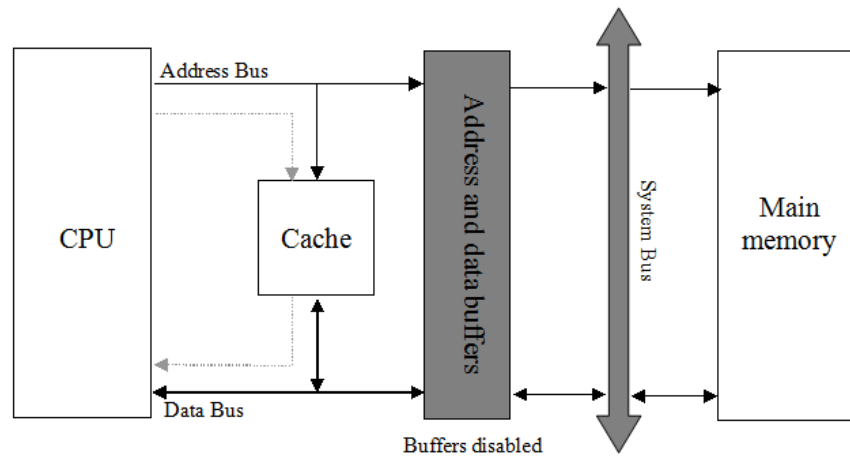 Address Bus
CPU
Cache
Address and data buffers
System Bus
Main
memory
Data Bus
Buffers disabled